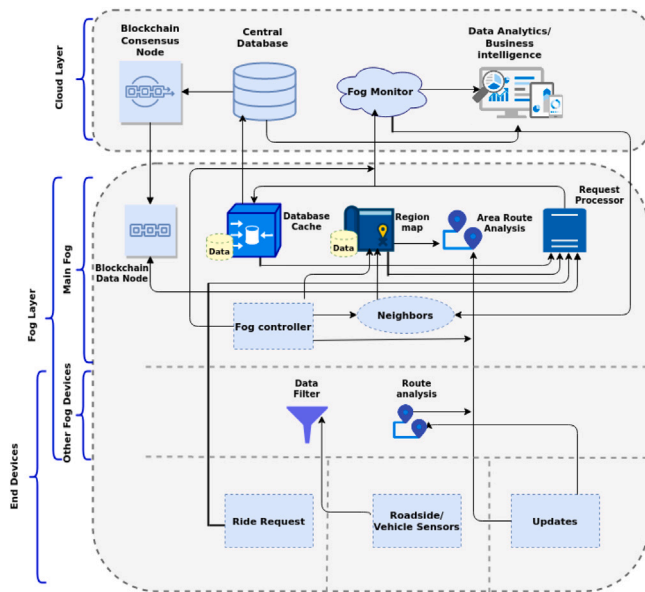 Blockchain
Consensus
Node
Central
Database
Data Analytics/
Business
intelligence
Fog Monitor
Cloud Layer
Request
Processor
Database
Cache
Data
Region
map
Data
Area Route
Analysis
Blockchain
Data Node
Fog controller
Neighbors
Main Fog
Fog Layer
Data
Filter
Route
analysis
Other Fog Devices
End Devices
Ride Request
Roadside/
Vehicle Sensors
Updates